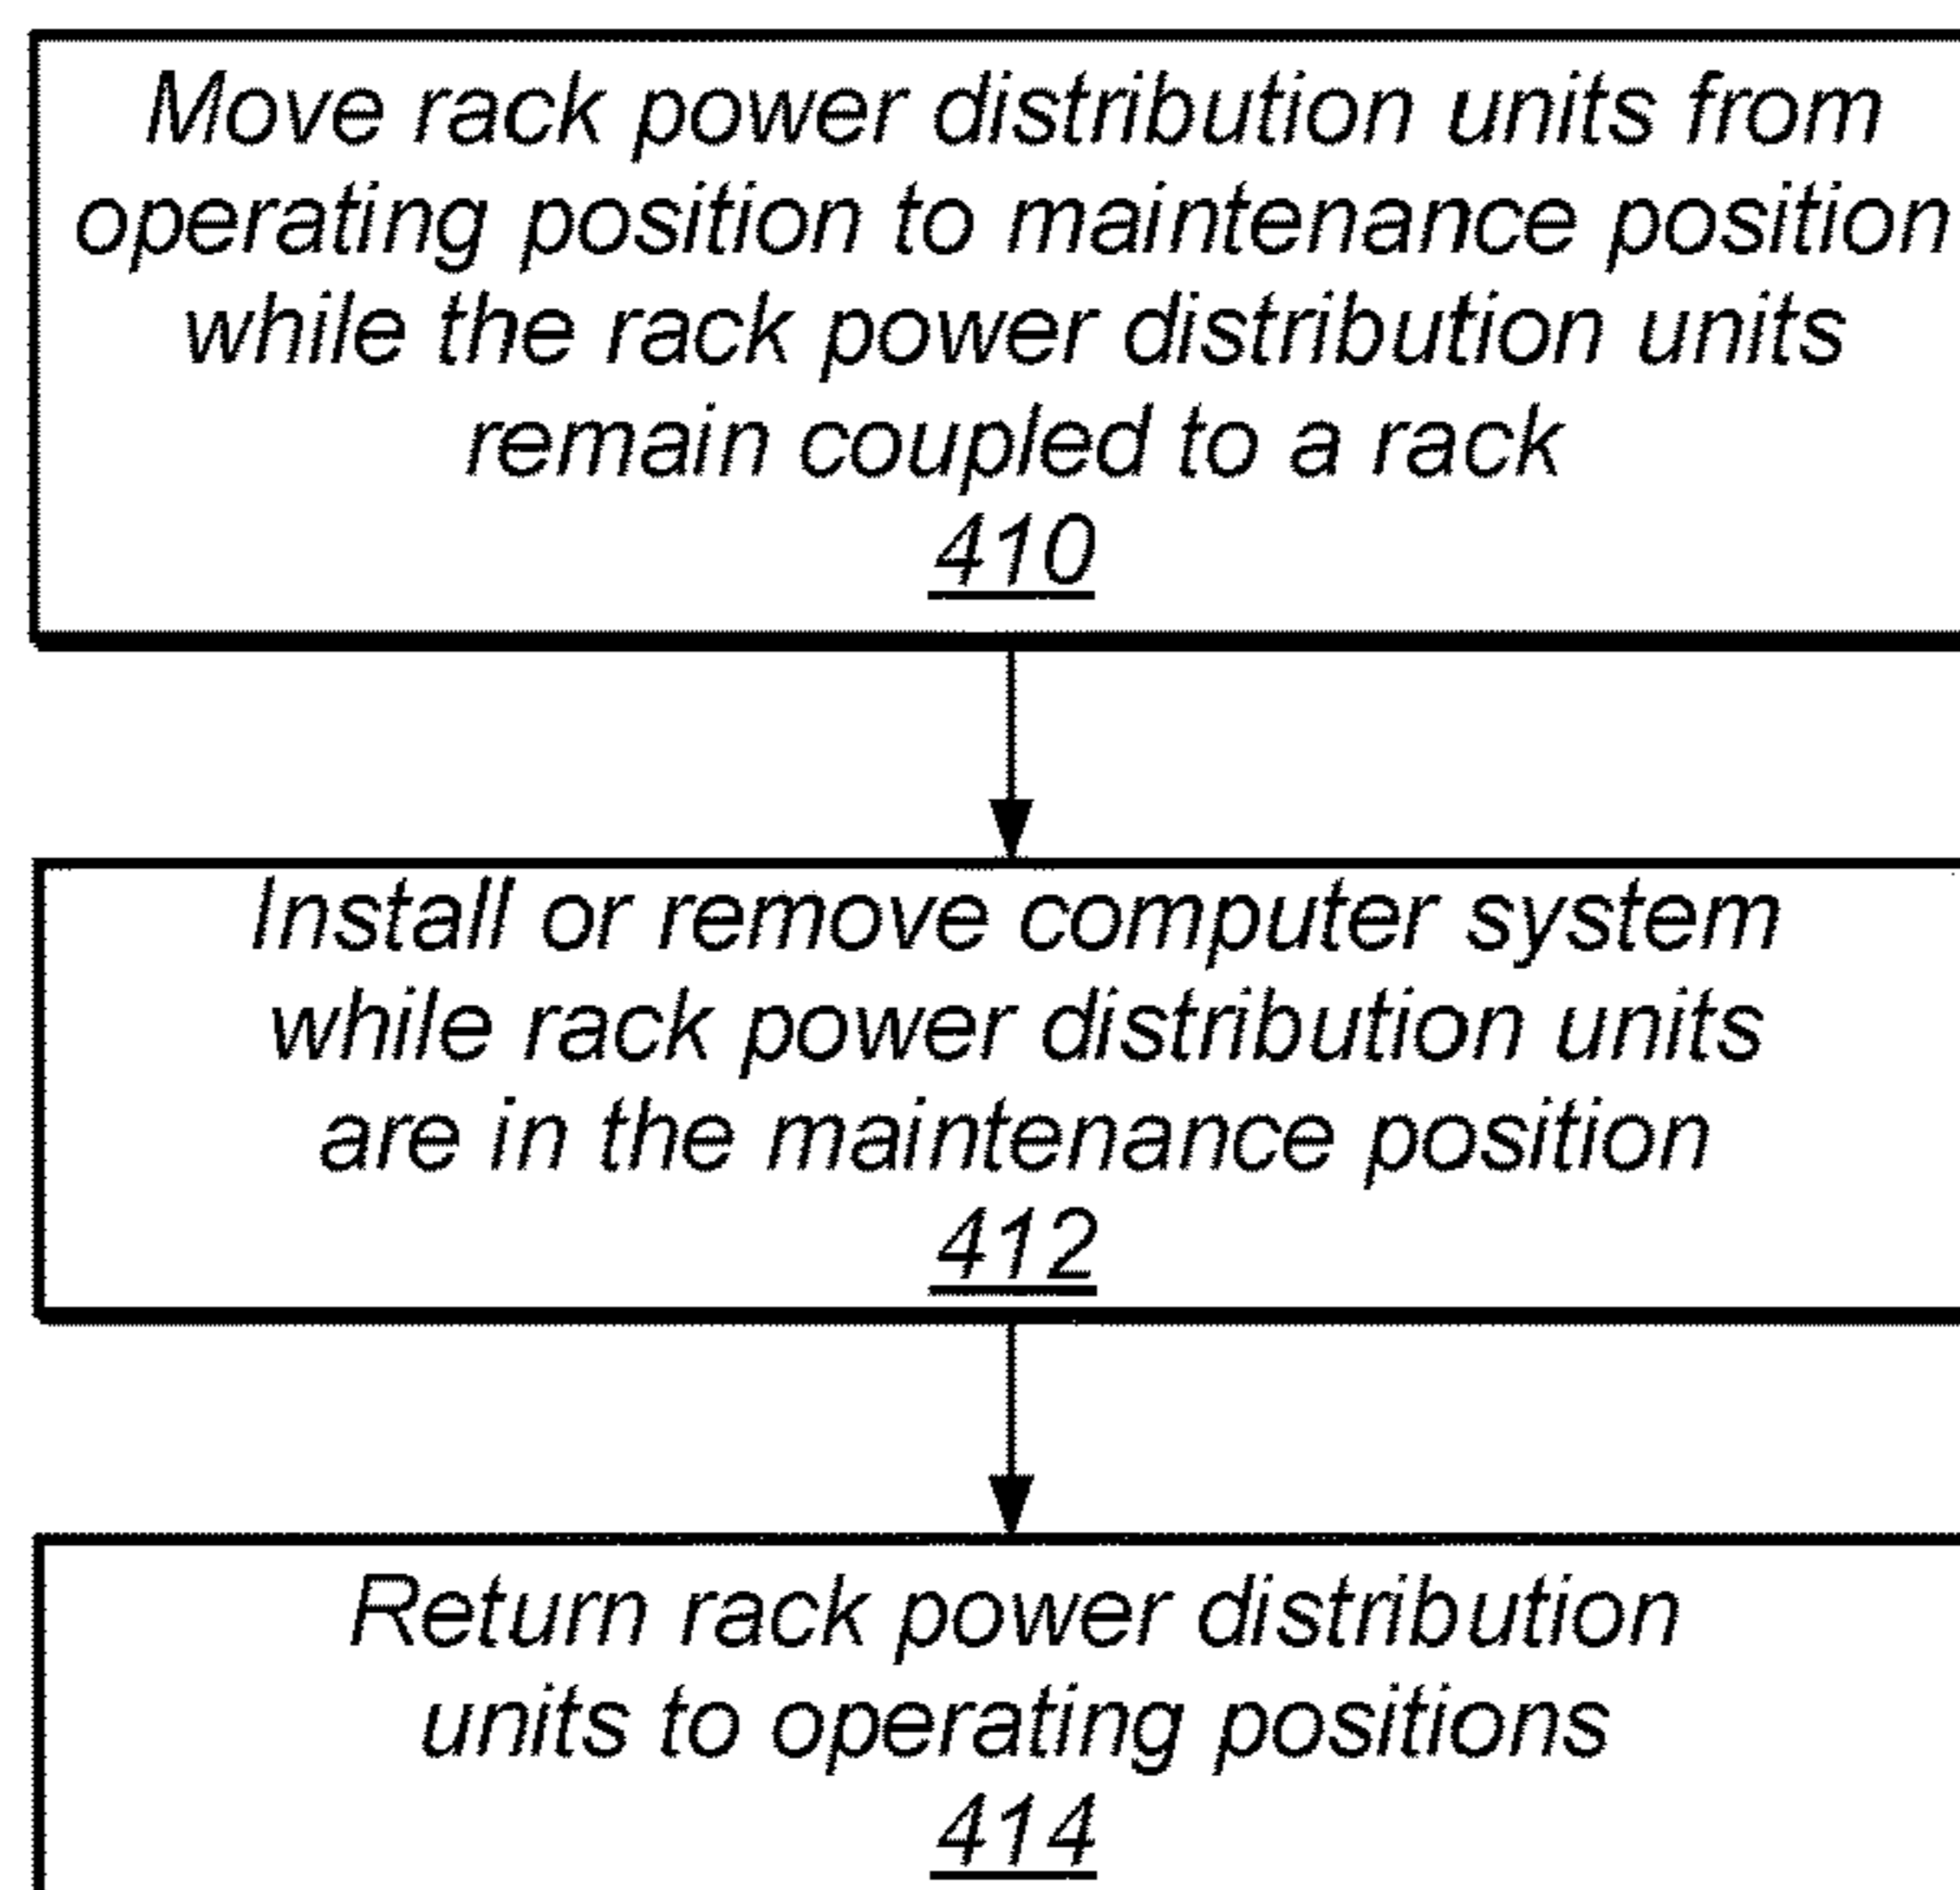 Move rack power distribution units from
operating position to maintenance position
while the rack power distribution units
remain coupled to a rack
410
Install or remove computer system
while rack power distribution units
are in the maintenance position
412
Return rack power distribution
units to operating positions
414